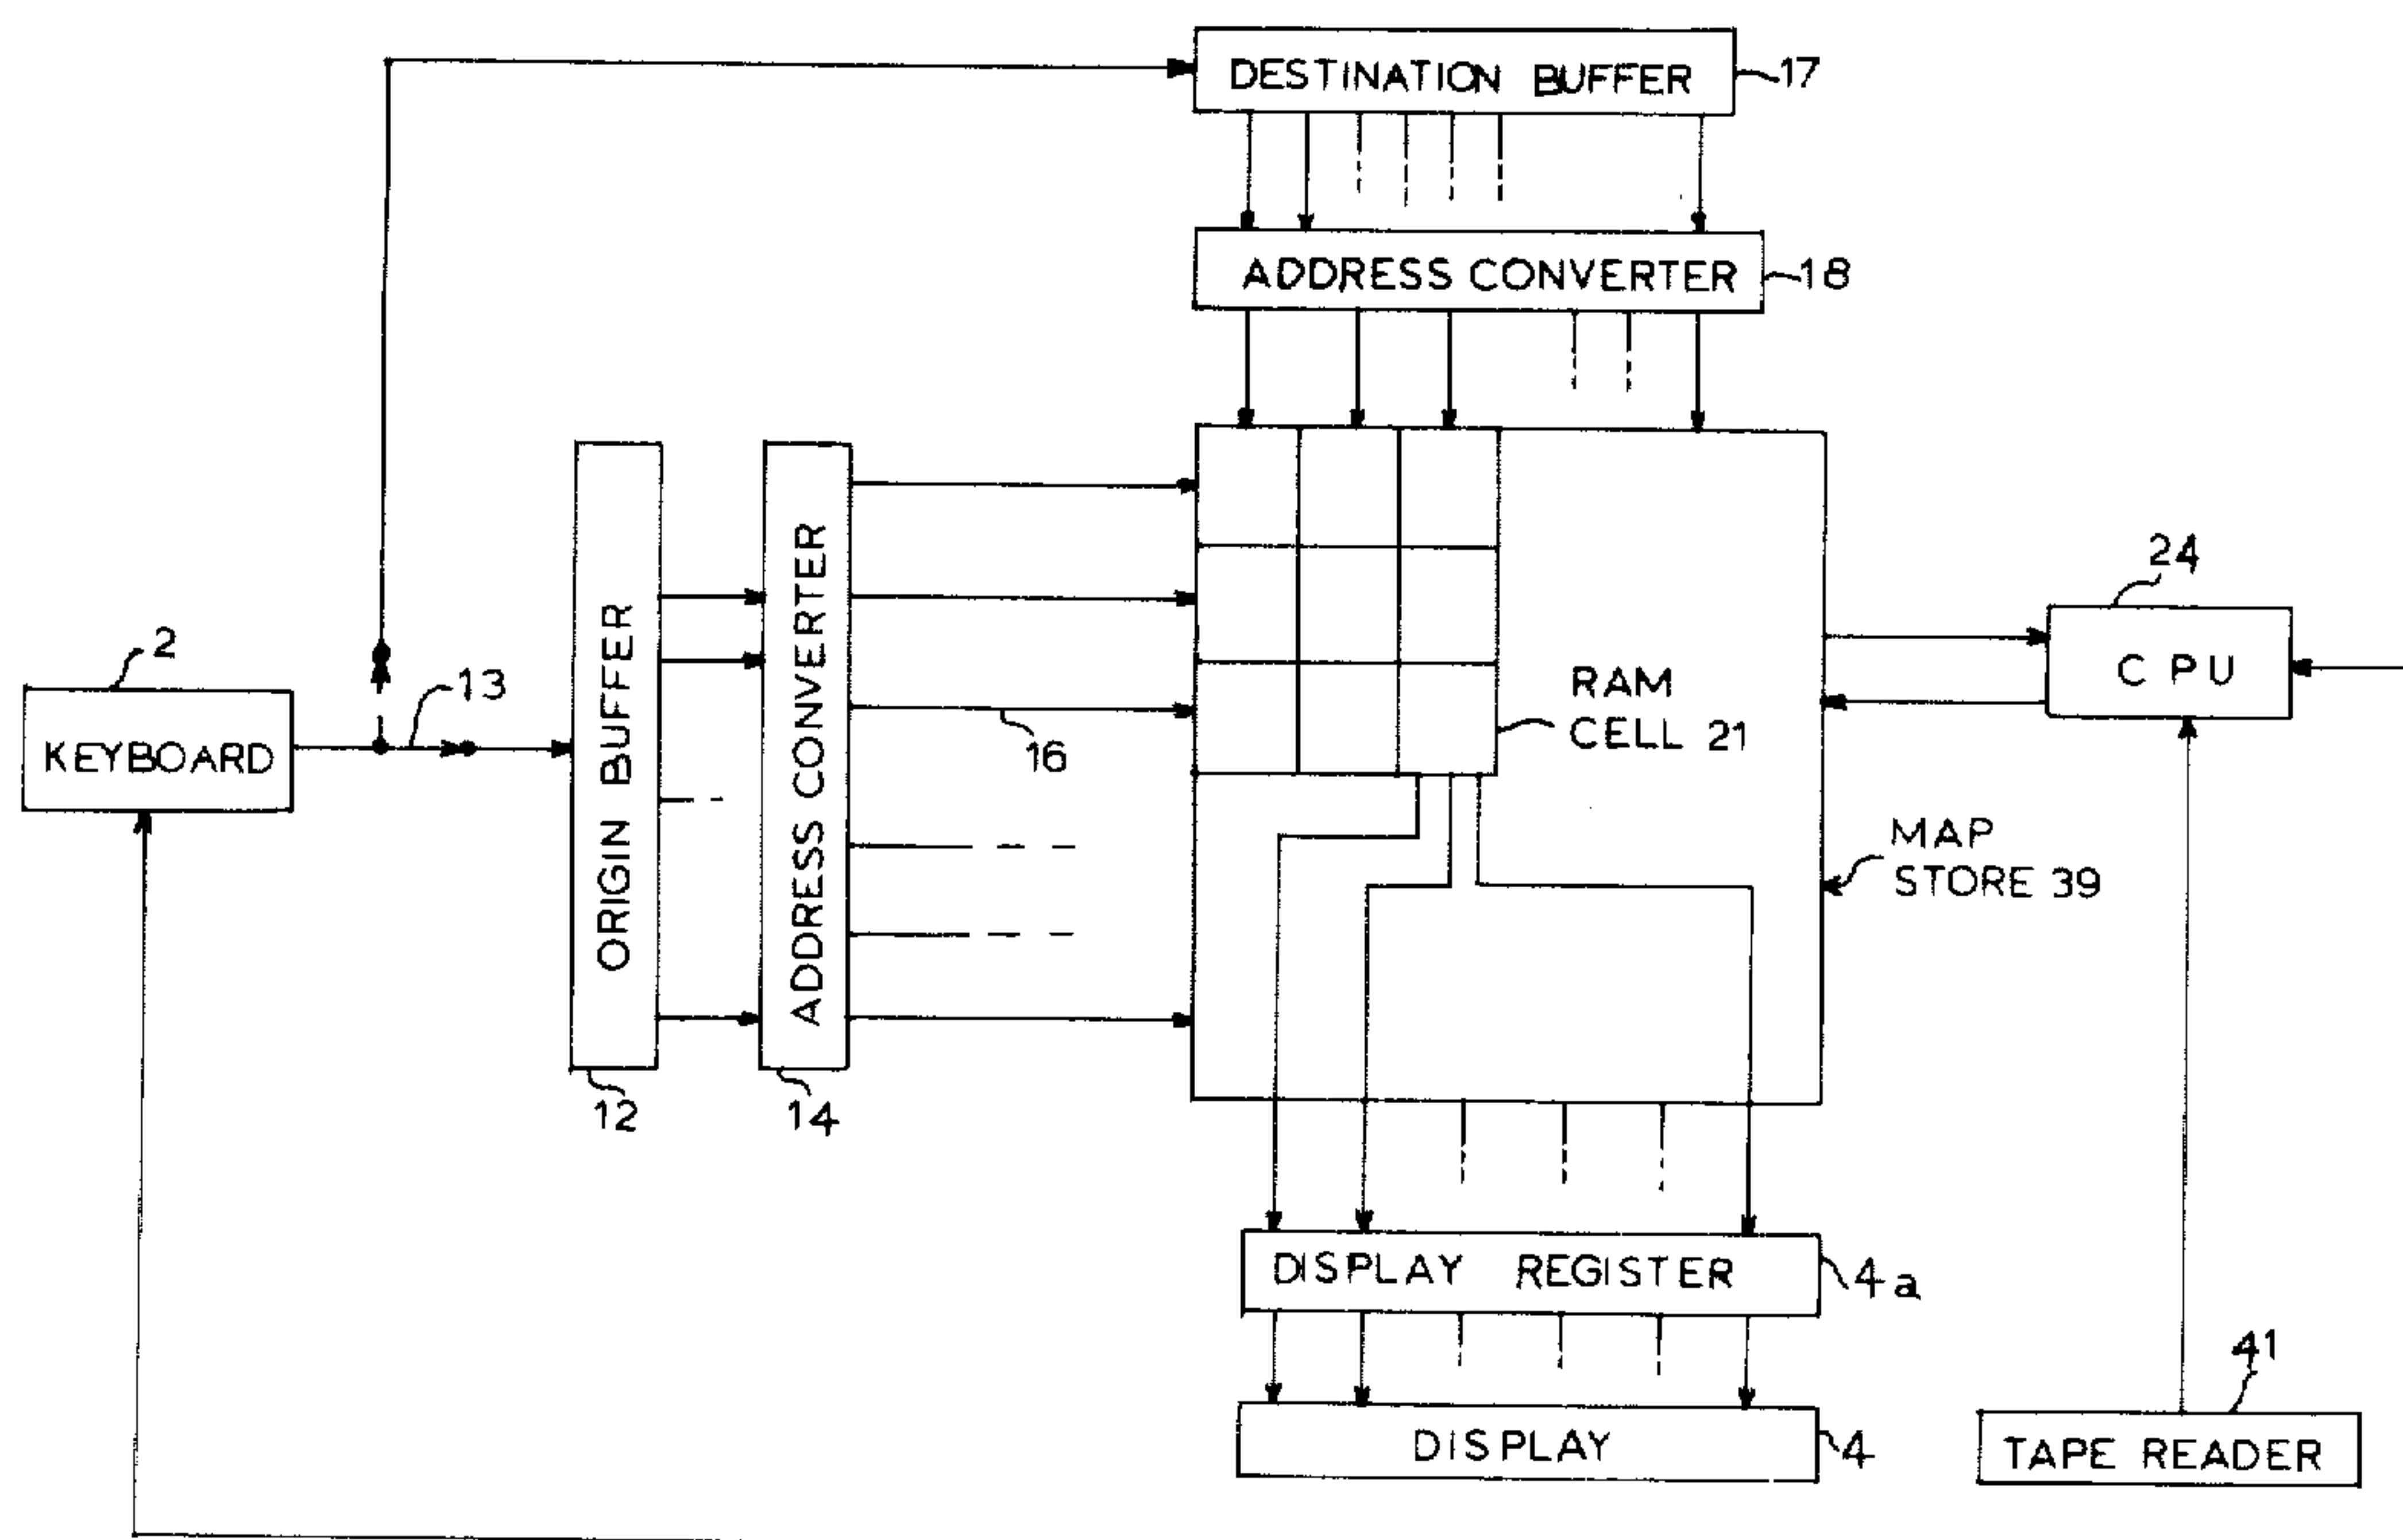 DESTINATION BUFFER
17
ADDRESS CONVERTER
18
24
CPU
2
KEYBOARD
13
ORIGIN BUFFER
12
ADDRESS CONVERTER
14
16
RAM
CELL 21
MAP
STORE 39
DISPLAY REGISTER
4a
DISPLAY
4
41
TAPE READER